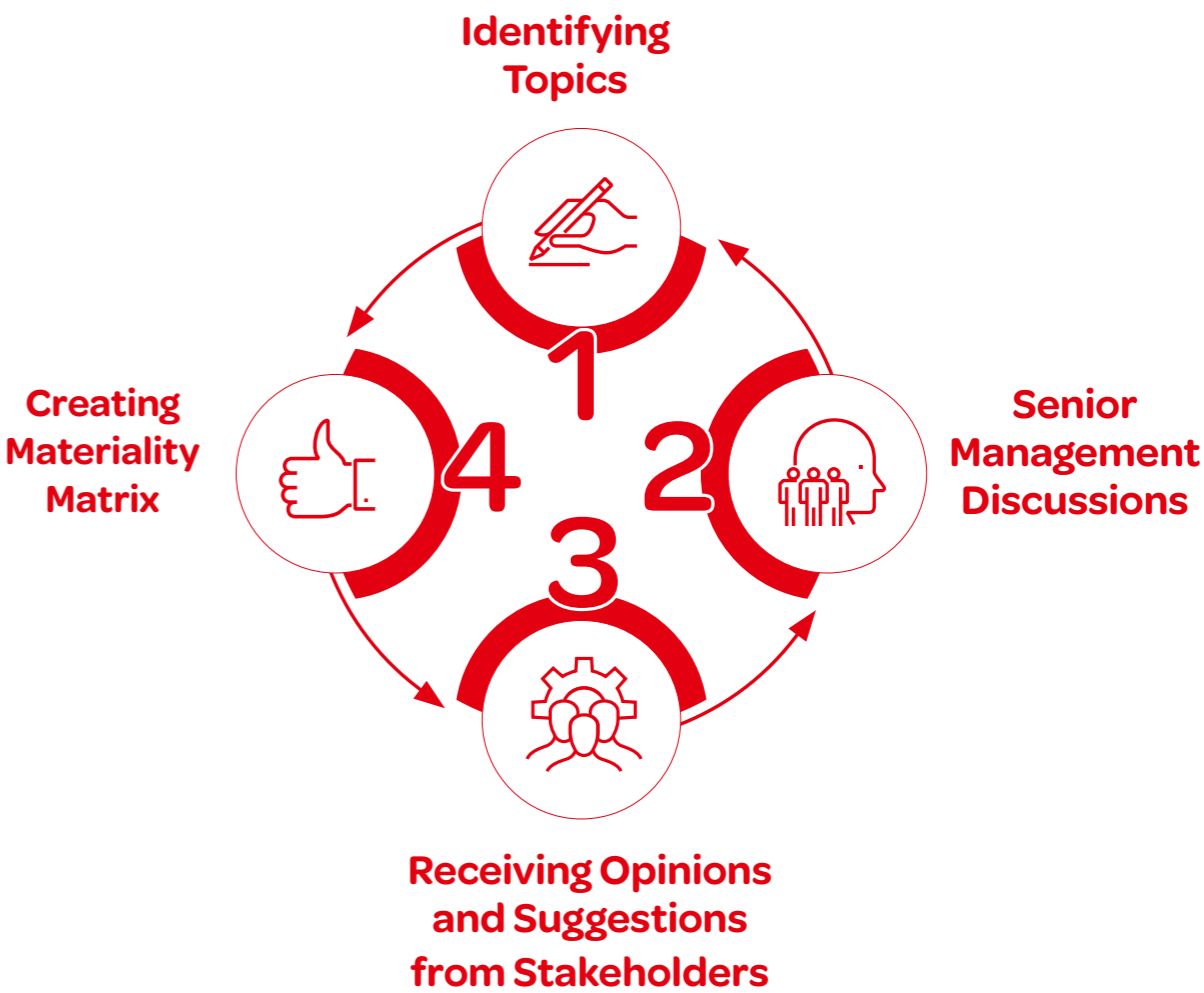 Identifying
Topics
1
Senior
Management
Discussions
2
3
Receiving Opinions
and Suggestions
from Stakeholders
Creating
Materiality
Matrix
4